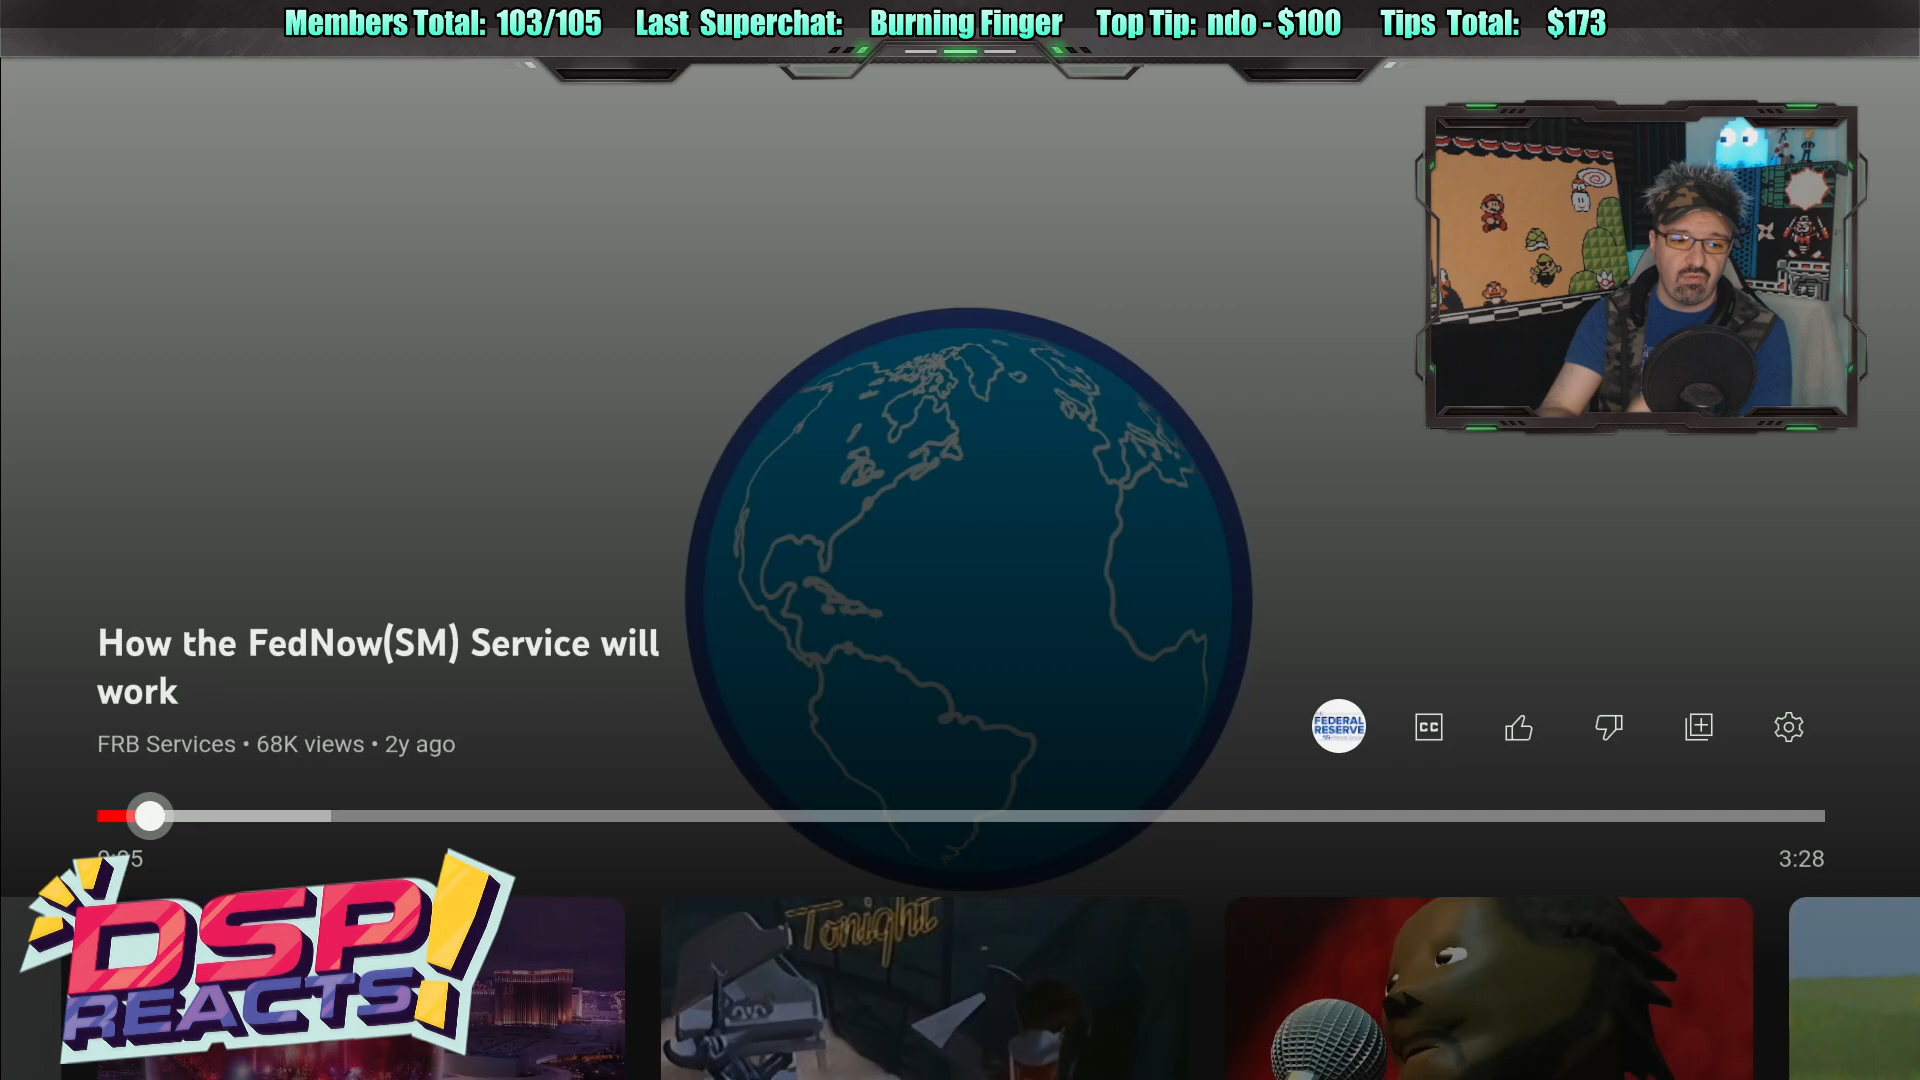 Members Total: 103/105 Last Superchat: Burning Finger Top Tip: ndo - $100 Tips Total: $173
How the FedNow(SM) Service will
work
FRB Services • 68K views • 2y ago
FEDERAL
RESERVE
CC
3:28
Tonight
DSP
REACTS!